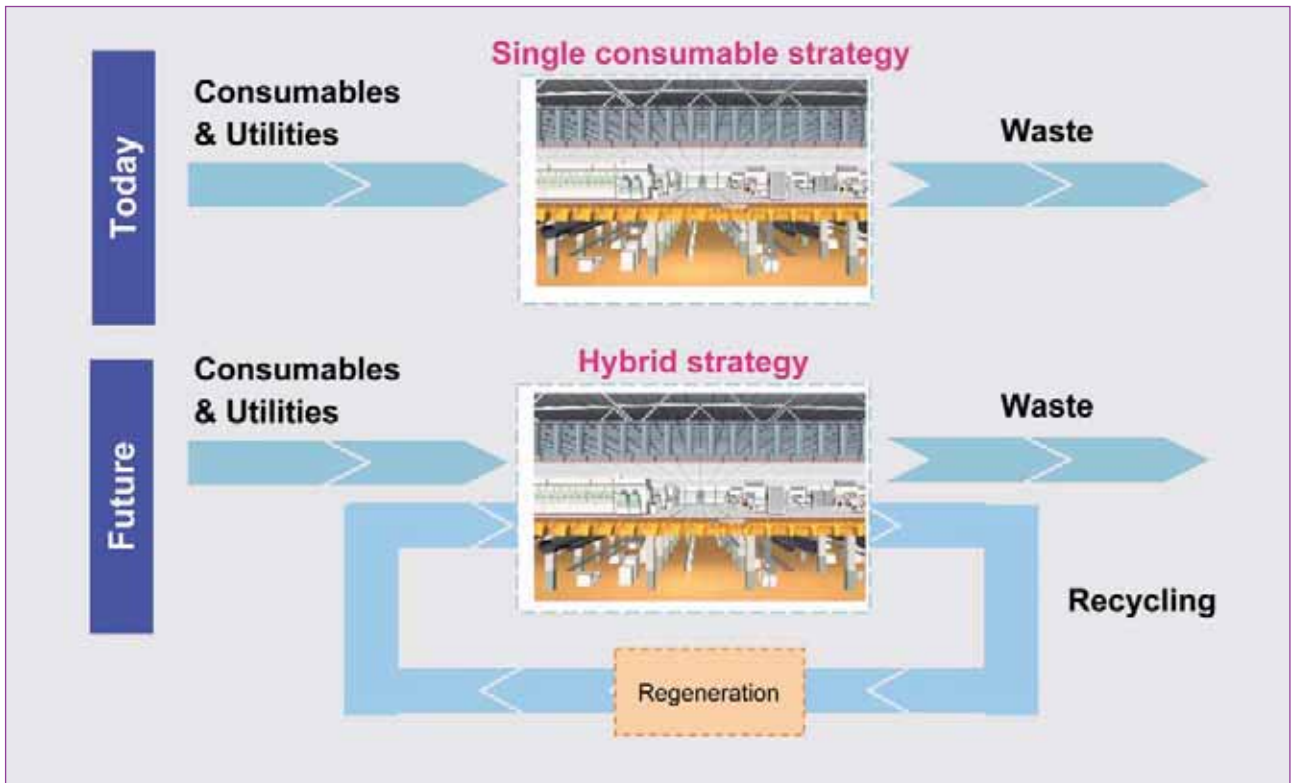 Today
Single consumable strategy
Consumables
& Utilities
Waste
Future
Hybrid strategy
Consumables
& Utilities
Waste
Recycling
Regeneration